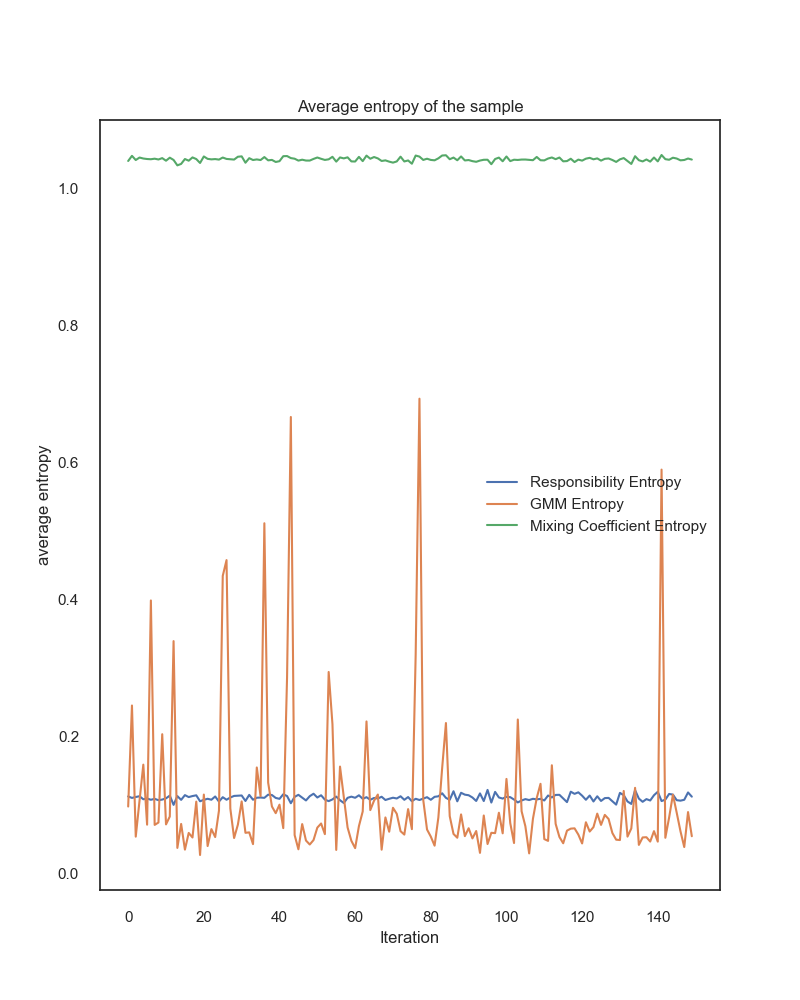 Average entropy of the sample
average entropy
1.0
0.8
0.6
0.4
0.2
0.0
Responsibility Entropy
GMM Entropy
Mixing Coefficient Entropy
0 20 40 60 80 100 120 140
Iteration